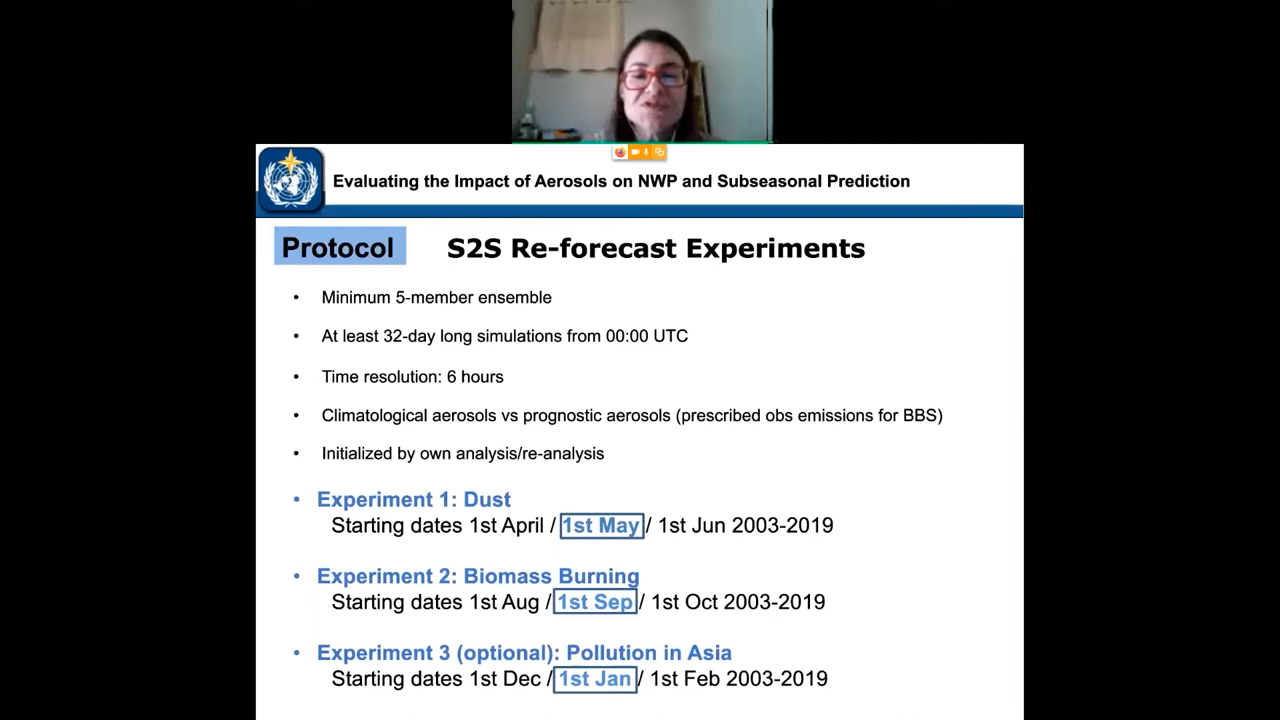 Evaluating the Impact of Aerosols on NWP and Subseasonal Prediction
Protocol
S2S Re-forecast Experiments
• Minimum 5-member ensemble
• At least 32-day long simulations from 00:00 UTC
• Time resolution: 6 hours
• Climatological aerosols vs prognostic aerosols (prescribed obs emissions for BBS)
• Initialized by own analysis/re-analysis
• Experiment 1: Dust
Starting dates 1st April / 1st May / 1st Jun 2003-2019
• Experiment 2: Biomass Burning
Starting dates 1st Aug / 1st Sep / 1st Oct 2003-2019
• Experiment 3 (optional): Pollution in Asia
Starting dates 1st Dec / 1st Jan / 1st Feb 2003-2019